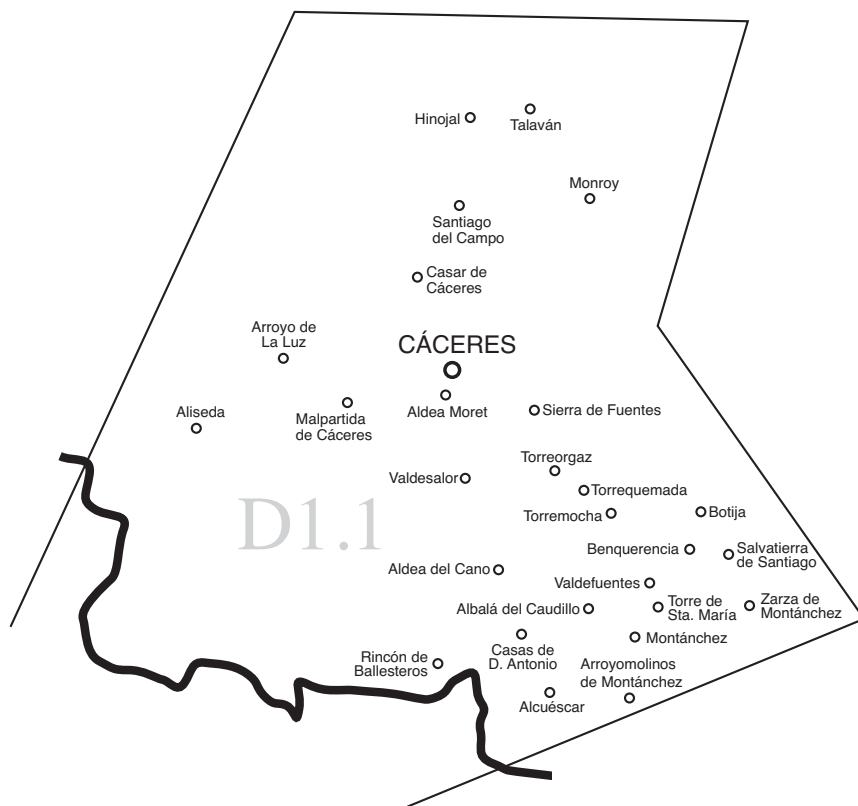 Hinojal
Talaván
Monroy
Santiago
del Campo
Casar de
Cáceres
Arroyo de
La Luz
CÁCERES
Aliseda
Malpartida
de Cáceres
Aldea Moret
Sierra de Fuentes
Torreorgaz
Valdesalor
Torrequemada
D1.1
Torremocha
Botija
Benquerencia
Salvatierra
de Santiago
Aldea del Cano
Valdefuentes
Albalá del Caudillo
Torre de
Sta. María
Zarza de
Montánchez
Montánchez
Casas de
D. Antonio
Rincón de
Ballesteros
Arroyomolinos
de Montánchez
Alcuéscar